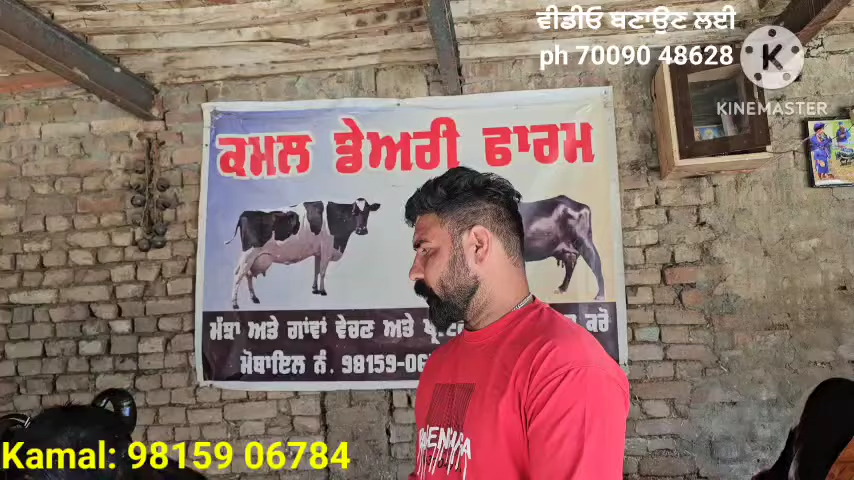 ਵੀਡੀਓ ਬਣਾਉਣ ਲਈ
ph 70090 48628
KINEMASTER
ਕਮਲ ਡੇਅਰੀ ਫਾਰਮ
ਮੱਝਾ ਅਤੇ ਗਾਂਵਾਂ ਵੇਚਣ ਅਤੇ ਕਰੋ
ਮੋਬਾਇਲ ਨੰ. 98159-06
Kamal: 98159 06784